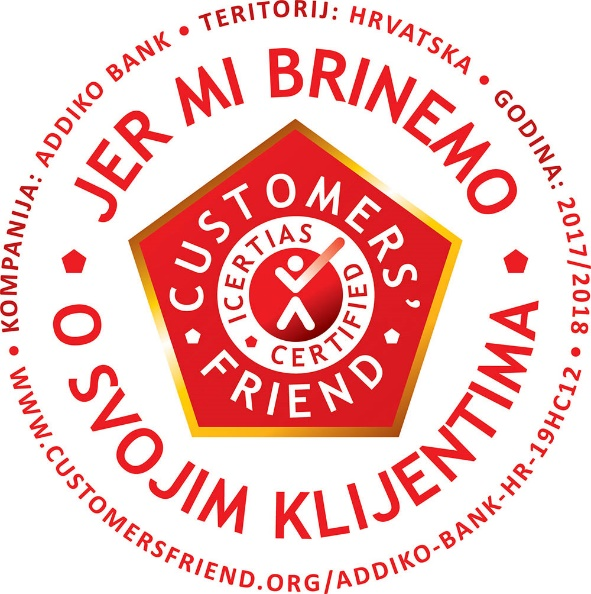 KOMPANIJA: ADDIKO BANK • TERITORIJ: HRVATSKA • GODINA: 2017/2018 •
WWW.CUSTOMERSFRIEND.ORG/ADDIKO-BANK-HR-19HC12 •
JER MI BRINEMO
O SVOJIM KLIJENTIMA
CUSTOMERS'
FRIEND
ICERTIAS
CERTIFIED